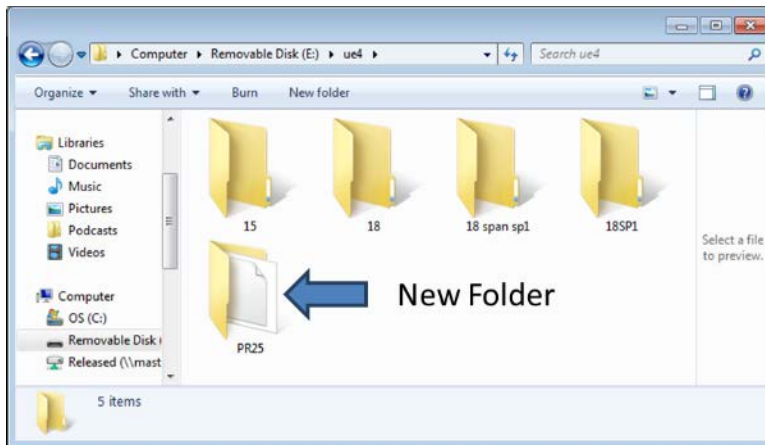 Computer Removable Disk (E:) ue4
Search ue4
Organize Share with Burn New folder
Libraries
Documents
Music
Pictures
Podcasts
Videos
Computer
OS (C:)
Removable Disk
Released (\\mast
15 18 18 span sp1 18SP1
PR25
New Folder
Select a file
to preview.
5 items